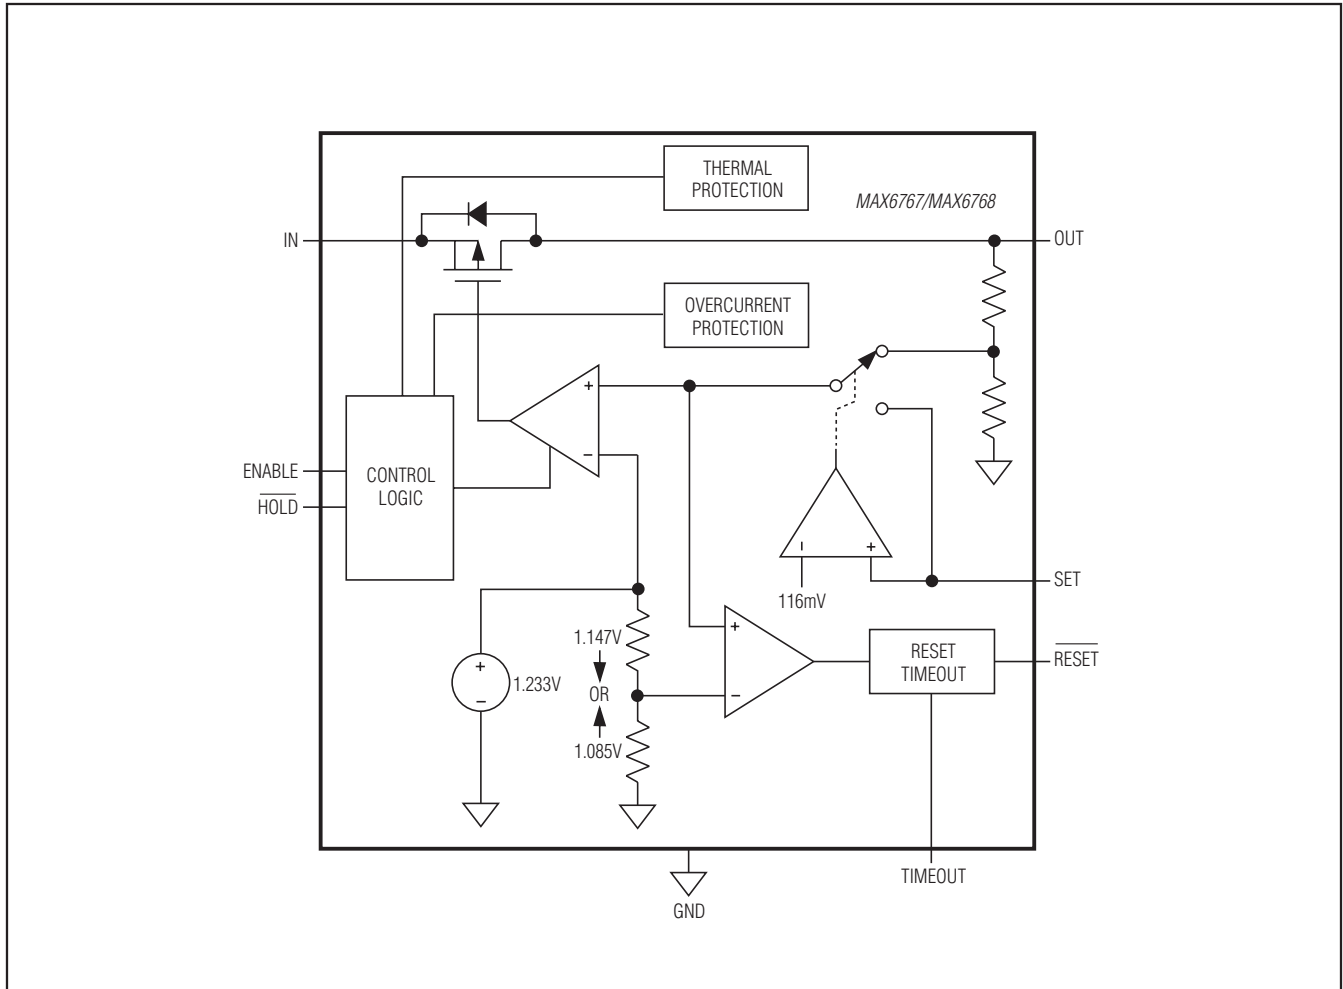 THERMAL
PROTECTION
MAX6767/MAX6768
IN
OUT
OVERCURRENT
PROTECTION
+
−
ENABLE
HOLD
CONTROL
LOGIC
− +
116mV
SET
1.147V
OR
1.085V
+
−
1.233V
+
−
RESET
TIMEOUT
RESET
TIMEOUT
GND